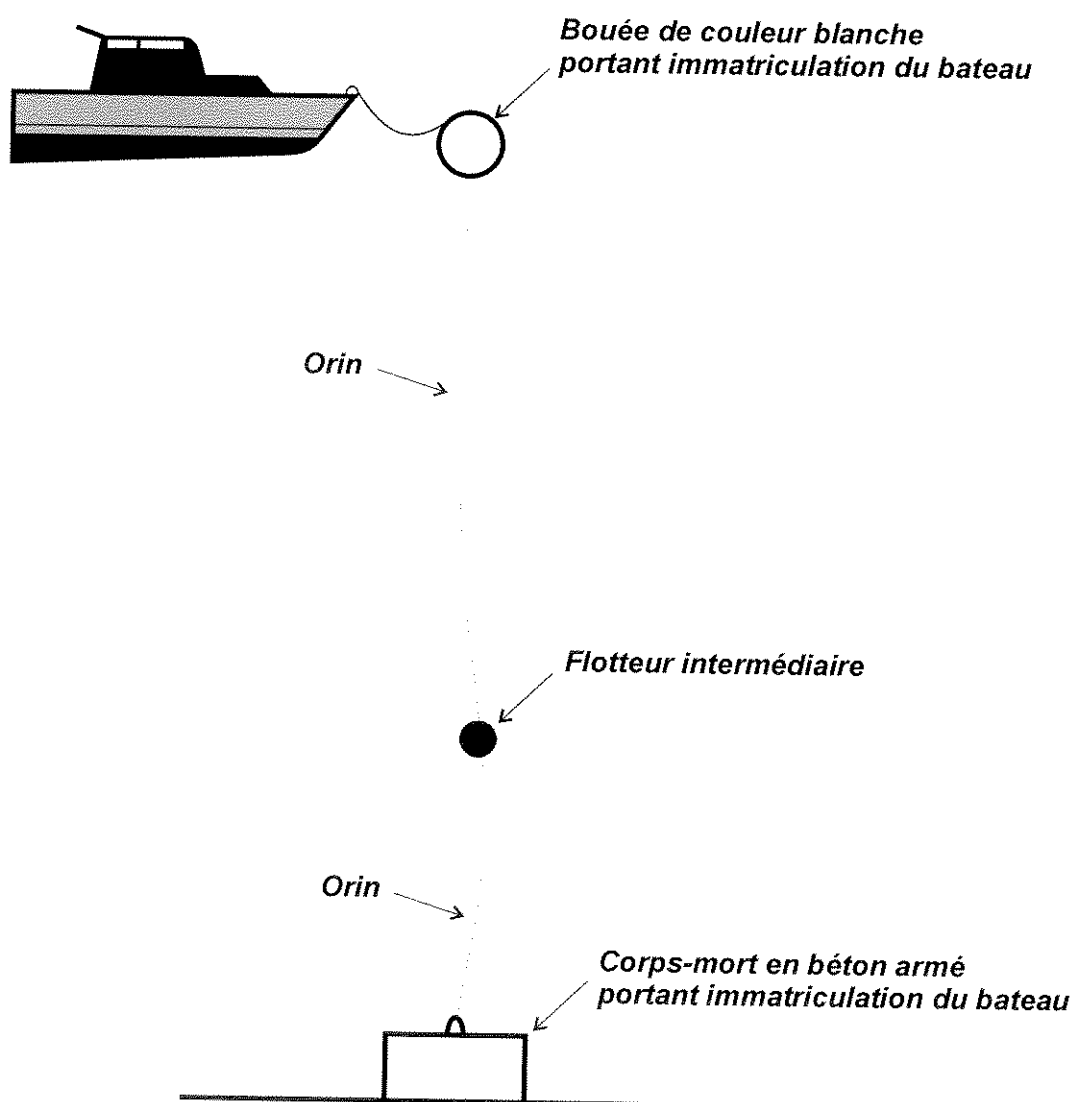 Bouée de couleur blanche
portant immatriculation du bateau
Orin
Flotteur intermédiaire
Orin
Corps-mort en béton armé
portant immatriculation du bateau